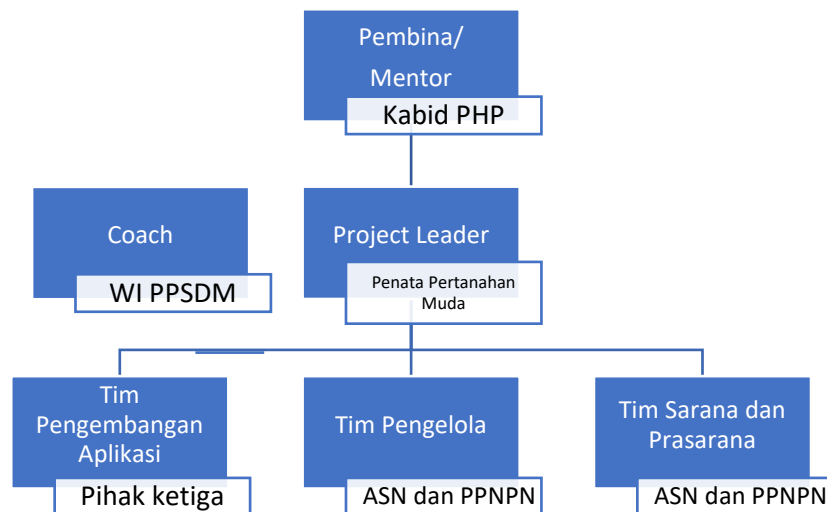 Pembina/
Mentor
Kabid PHP
Coach
WI PPSDM
Project Leader
Penata Pertanahan
Muda
Tim
Pengembangan
Aplikasi
Pihak ketiga
Tim Pengelola
ASN dan PPNPN
Tim Sarana dan
Prasarana
ASN dan PPNPN